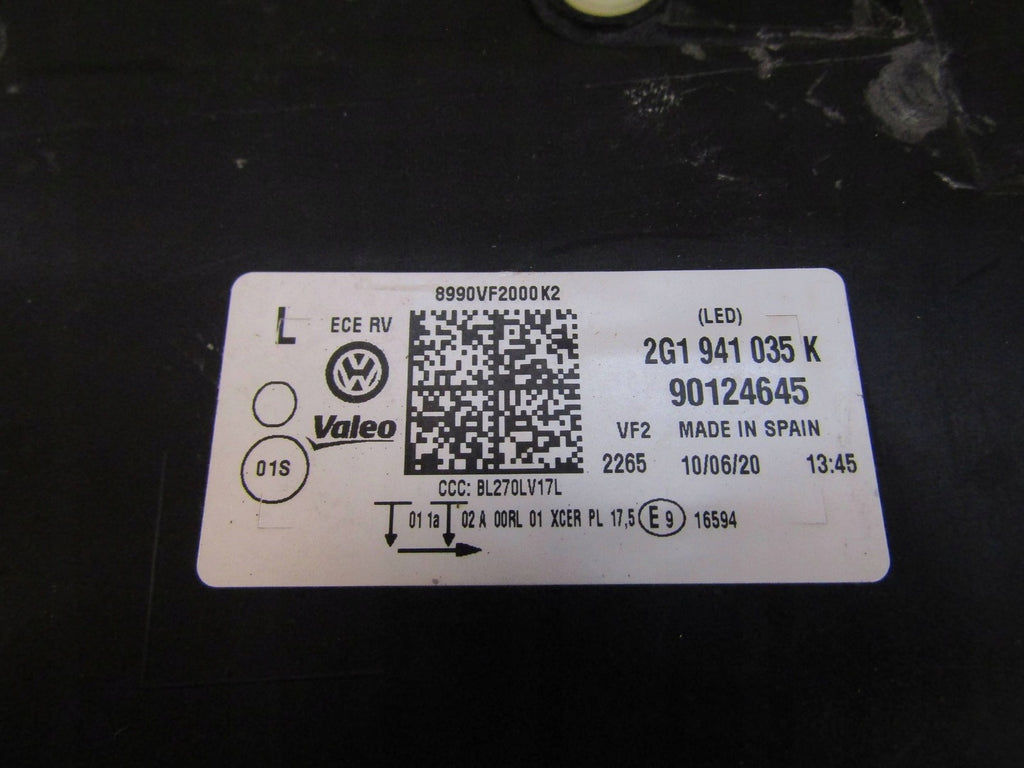 8990VF2000K2
L
ECE RV
(LED)
2G1 941 035 K
90124645
Valeo
VF2 MADE IN SPAIN
01S
2265 10/06/20 13:45
CCC: BL270LV17L
01 1a 02 A 00RL 01 XCER PL 17,5 E9 16594